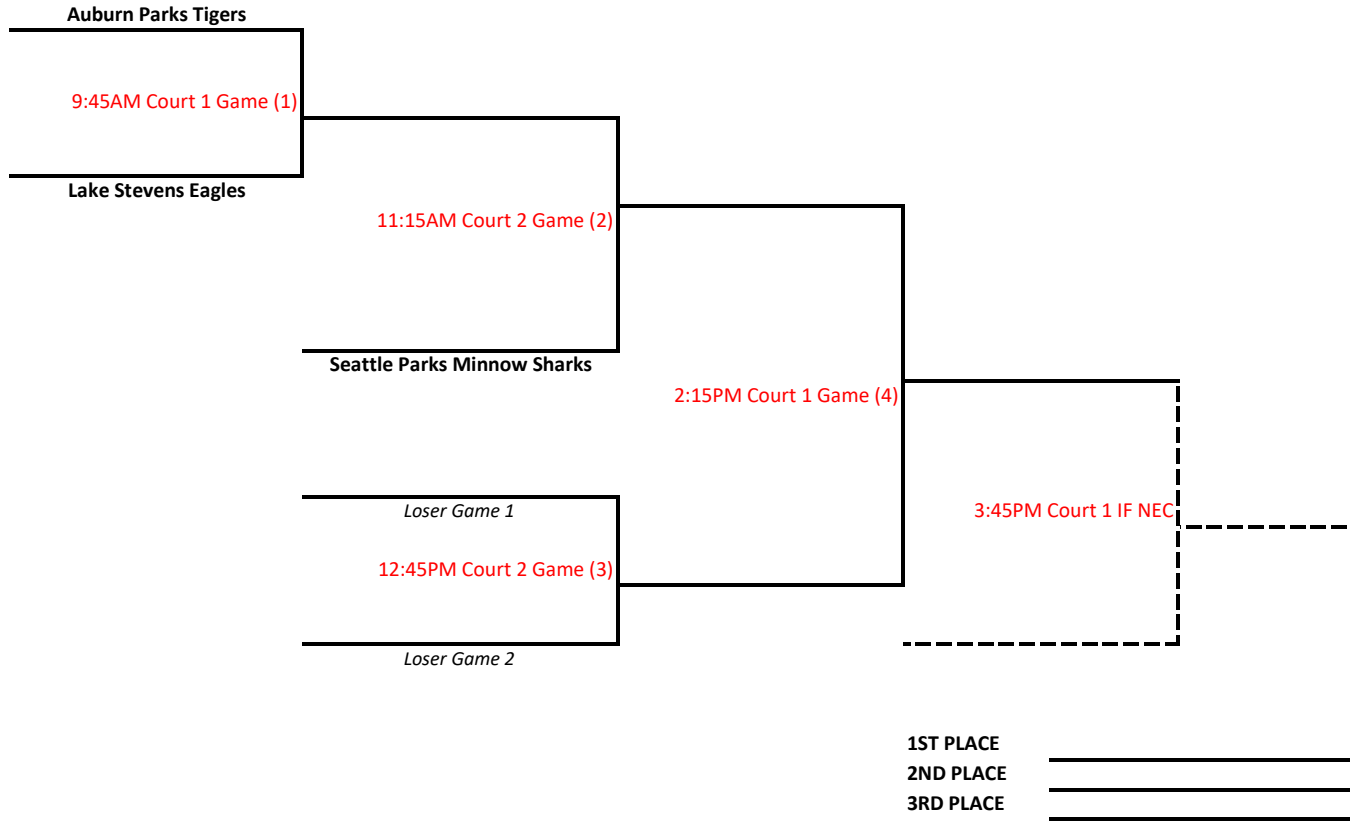 Auburn Parks Tigers
9:45AM Court 1 Game (1)
Lake Stevens Eagles
11:15AM Court 2 Game (2)
Seattle Parks Minnow Sharks
2:15PM Court 1 Game (4)
Loser Game 1
3:45PM Court 1 IF NEC
12:45PM Court 2 Game (3)
Loser Game 2
1ST PLACE
2ND PLACE
3RD PLACE